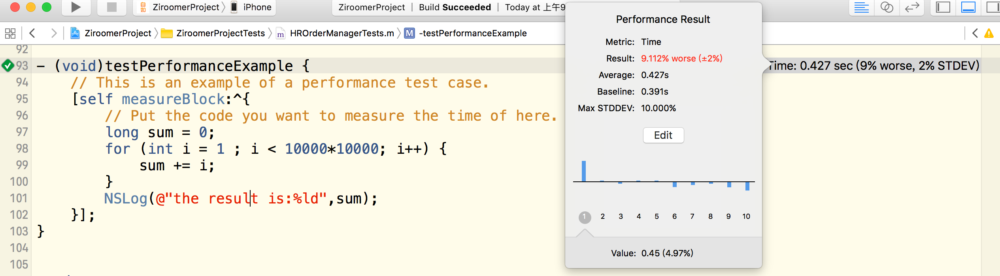 自如 ZiroomerProject iPhone
ZiroomerProject | Build Succeeded | Today at 上午9
ZiroomerProject ZiroomerProjectTests m HROrderManagerTests.m M -testPerformanceExample
92
93 - (void)testPerformanceExample {
94 // This is an example of a performance test case.
95 [self measureBlock:^{
96 // Put the code you want to measure the time of here.
97 long sum = 0;
98 for (int i = 1 ; i < 10000*10000; i++) {
99 sum += i;
100 }
101 NSLog(@"the result is:%ld",sum);
102 }];
103 }
104
105
Performance Result
Metric: Time
Result: 9.112% worse (±2%)
Average: 0.427s
Baseline: 0.391s
Max STDDEV: 10.000%
Edit
1 2 3 4 5 6 7 8 9 10
Value: 0.45 (4.97%)
Time: 0.427 sec (9% worse, 2% STDEV)